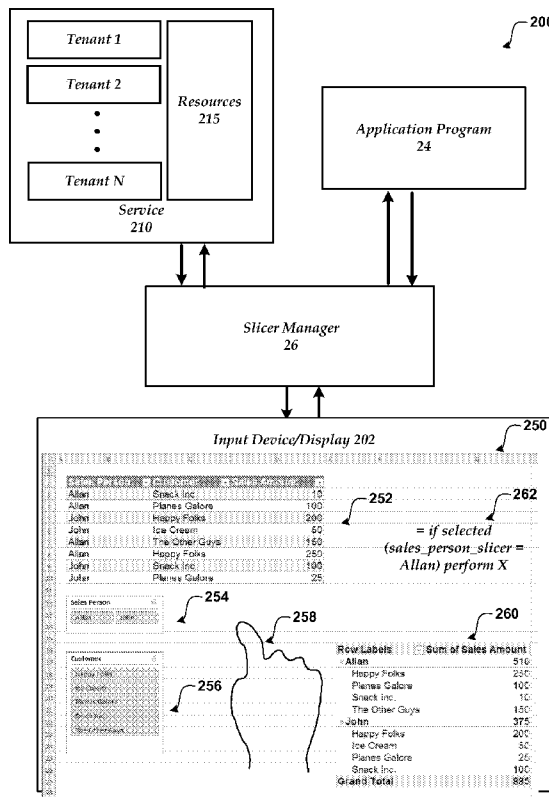 200
Tenant 1
Tenant 2
Tenant N
Resources
215
Service
210
Application Program
24
Slicer Manager
26
Input Device/Display 202
250
Allan Snack Inc. 10
Allan Planes Galore 100
John Happy Folks 200
John Ice Cream 50
Allan The Other Guys 150
Allan Happy Folks 250
John Snack Inc. 100
John Planes Galore 25
252
262
= if selected
(sales_person_slicer =
Allan) perform X
Sales Person
254
258
260
Customer
256
Row Labels Sum of Sales Amount
Allan 510
Happy Folks 250
Planes Galore 100
Snack Inc. 10
The Other Guys 150
John 375
Happy Folks 200
Ice Cream 50
Planes Galore 25
Snack Inc. 100
Grand Total 885